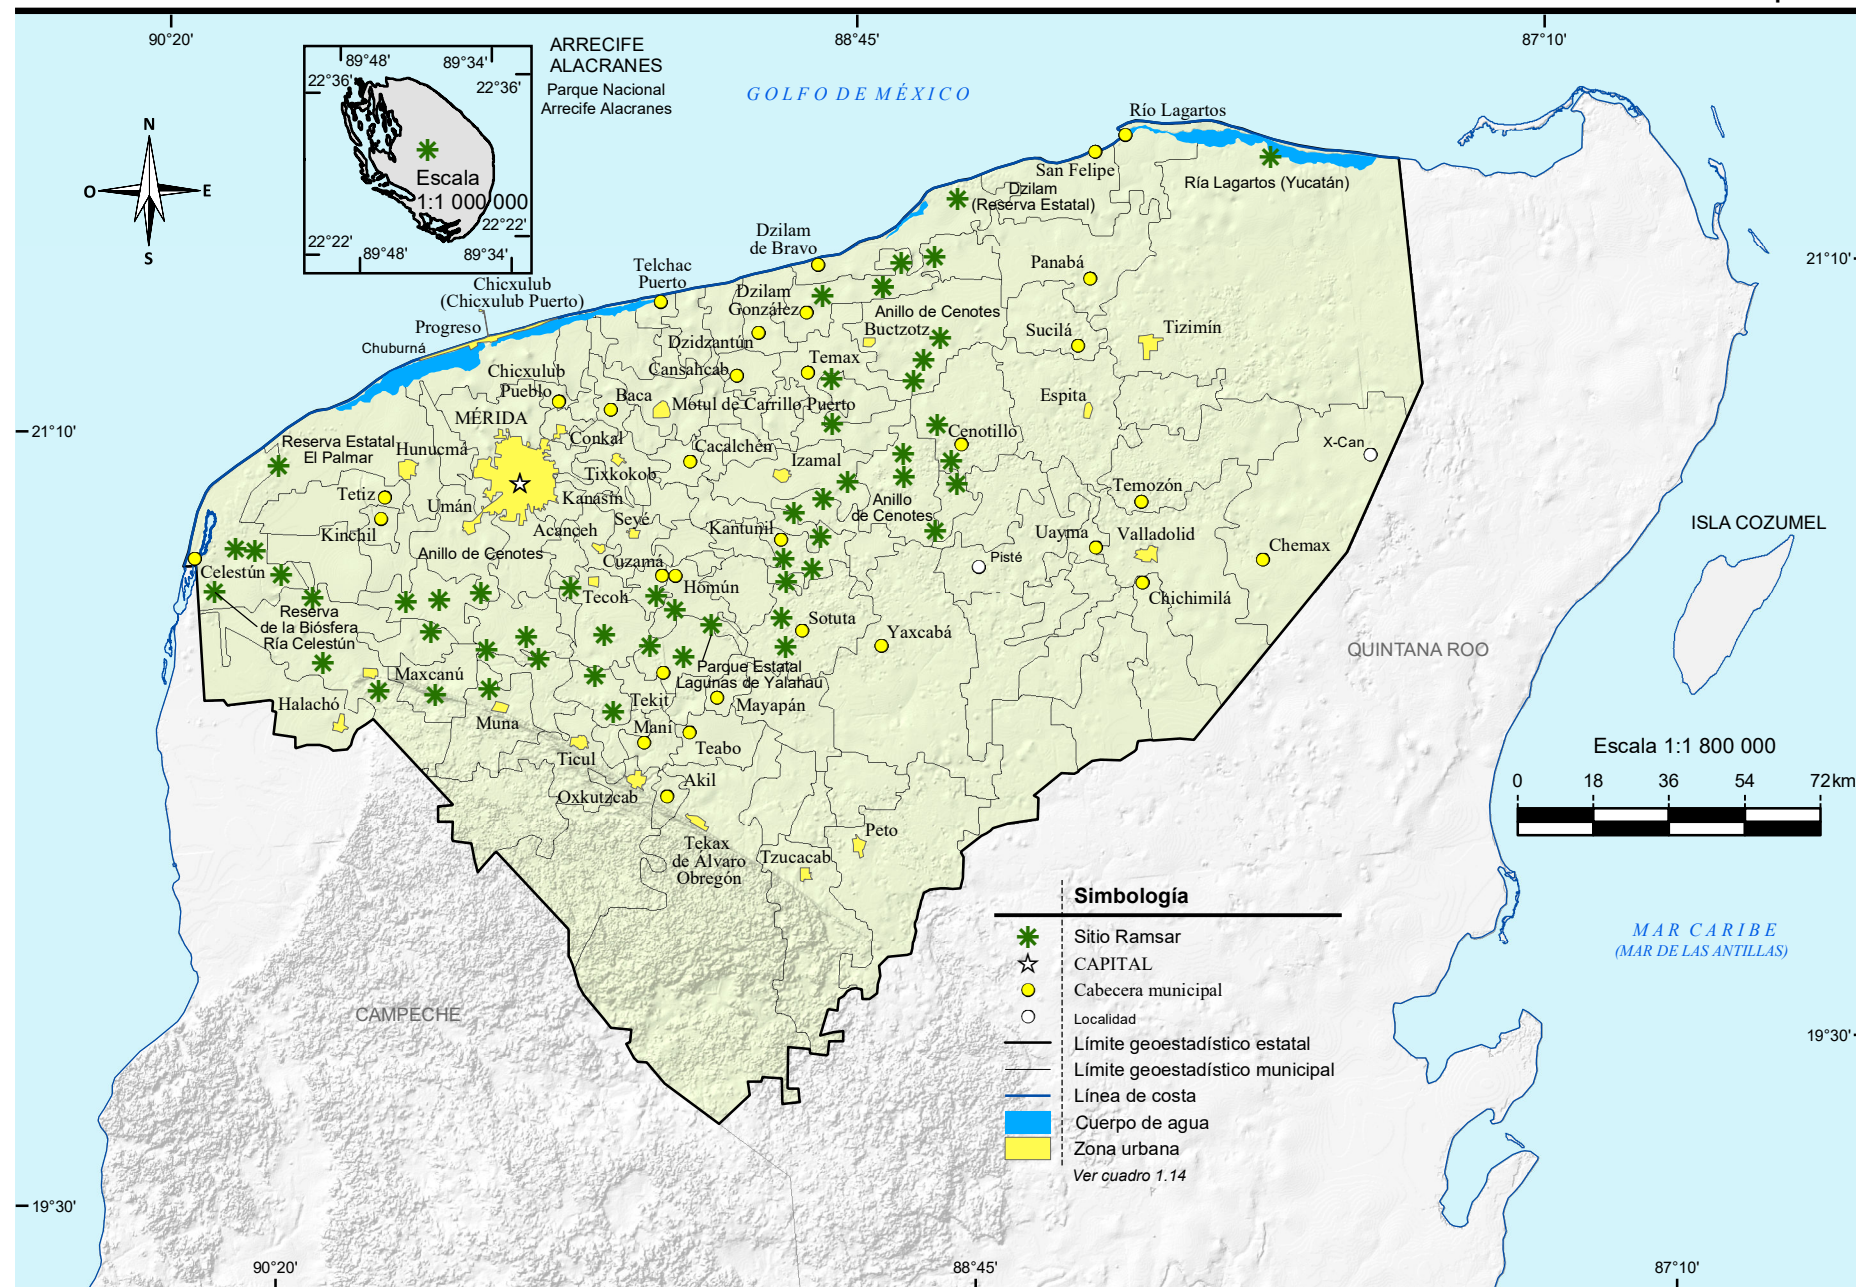 90°20'
88°45'
87°10'
ARRECIFE
ALACRANES
Parque Nacional
Arrecife Alacranes
89°48'
89°34'
22°36'
22°36'
Escala
1:1 000 000
22°22'
22°22'
89°48'
89°34'
GOLFO DE MÉXICO
N
O
E
S
Río Lagartos
San Felipe
Ría Lagartos (Yucatán)
Dzilam
(Reserva Estatal)
Dzilam
de Bravo
Panabá
21°10'
Telchac
Puerto
Chicxulub
(Chicxulub Puerto)
Dzilam
González
Anillo de Cenotes
Progreso
Buctzotz
Sucilá
Tizimín
Chuburná
Dzidzantún
Temax
Cansahcab
Chicxulub
Pueblo
Baca
Espita
Motul de Carrillo Puerto
MÉRIDA
21°10'
Reserva Estatal
El Palmar
Hunucmá
Conkal
Cacalchén
Cenotillo
X-Can
Izamal
Tixkokob
Tetiz
Umán
Kanasín
Temozón
Anillo
de Cenotes
Kinchil
Acanceh
Seyé
Kantunil
Uayma
Valladolid
ISLA COZUMEL
Anillo de Cenotes
Cuzamá
Pisté
Chemax
Celestún
Tecoh
Homún
Chichimilá
Reserva
de la Biósfera
Ría Celestún
Sotuta
Yaxcabá
QUINTANA ROO
Maxcanú
Parque Estatal
Lagunas de Yalahau
Halachó
Tekit
Mayapán
Muna
Maní
Teabo
Ticul
Escala 1:1 800 000
0
18
36
54
72km
Oxkutzcab
Akil
Peto
Tekax
de Álvaro
Obregón
Tzucacab
Simbología
Sitio Ramsar
CAPITAL
Cabecera municipal
Localidad
Límite geoestadístico estatal
Límite geoestadístico municipal
Línea de costa
Cuerpo de agua
Zona urbana
Ver cuadro 1.14
MAR CARIBE
(MAR DE LAS ANTILLAS)
CAMPECHE
19°30'
19°30'
90°20'
88°45'
87°10'